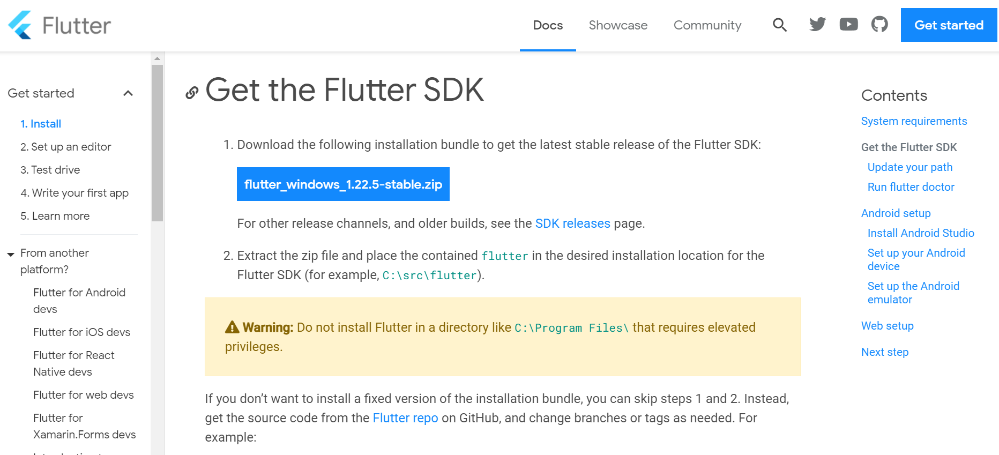 Flutter
Docs
Showcase
Community
Get started
Get started
1. Install
2. Set up an editor
3. Test drive
4. Write your first app
5. Learn more
From another
platform?
Flutter for Android
devs
Flutter for iOS devs
Flutter for React
Native devs
Flutter for web devs
Flutter for
Xamarin.Forms devs
Get the Flutter SDK
1. Download the following installation bundle to get the latest stable release of the Flutter SDK:
flutter_windows_1.22.5-stable.zip
For other release channels, and older builds, see the SDK releases page.
2. Extract the zip file and place the contained flutter in the desired installation location for the
Flutter SDK (for example, C:\src\flutter).
Warning: Do not install Flutter in a directory like C:\Program Files\ that requires elevated
privileges.
If you don’t want to install a fixed version of the installation bundle, you can skip steps 1 and 2. Instead,
get the source code from the Flutter repo on GitHub, and change branches or tags as needed. For
example:
Contents
System requirements
Get the Flutter SDK
Update your path
Run flutter doctor
Android setup
Install Android Studio
Set up your Android
device
Set up the Android
emulator
Web setup
Next step